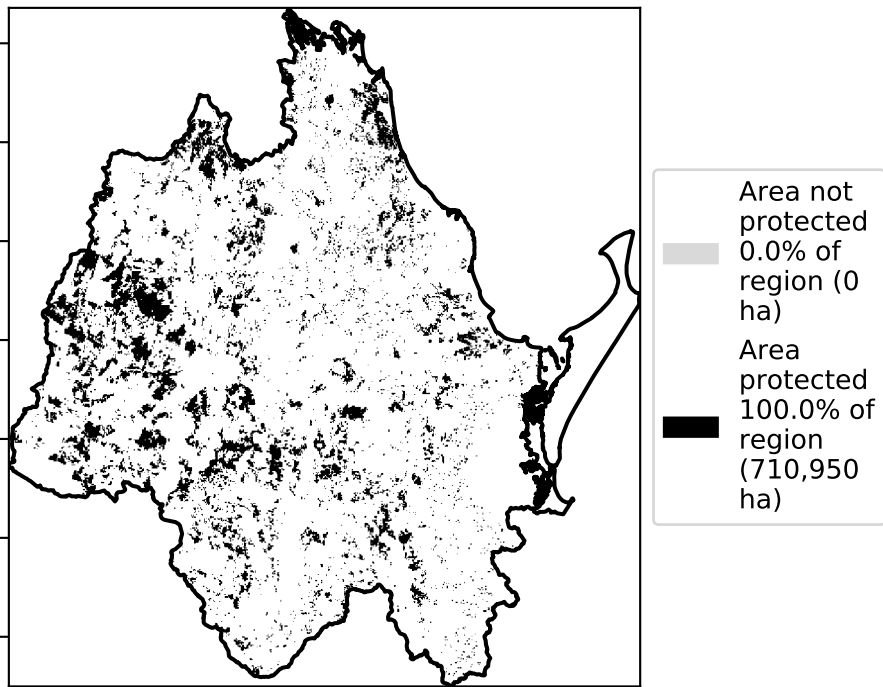 Area not
protected
0.0% of
region (0
ha)
Area
protected
100.0% of
region
(710,950
ha)